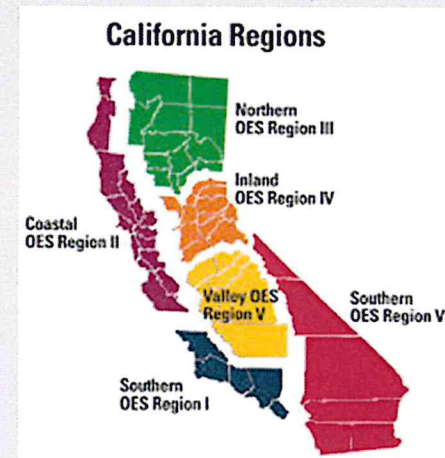 California Regions
Northern
OES Region III
Inland
OES Region IV
Coastal
OES Region II
Valley OES
Region V
Southern
OES Region V
Southern
OES Region I